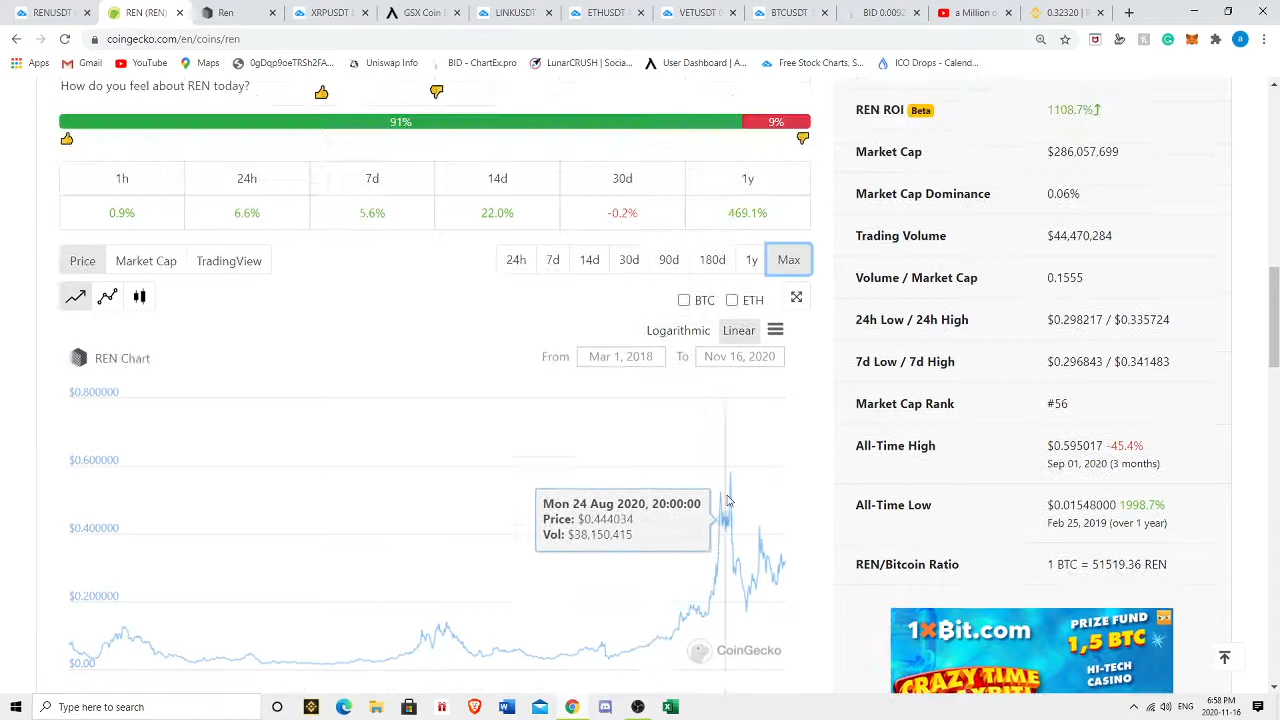 RENUSDT (
REN (REN)
Ren
XRPUSDT (
GSX Coin E
LINKUSDT
ETHUSDT (
VETUSDT C
BTCUSDT
BID 0.0092
a Million o
0.32320 | B
coingecko.com/en/coins/ren
Apps
Gmail
YouTube
Maps
0gDqp9neTRSh2FA...
Uniswap Info
BID - ChartEx.pro
LunarCRUSH | Socia...
User Dashboard | A...
Free Stock Charts, S...
ICO Drops - Calend...
How do you feel about REN today?
91%
9%
1h 24h 7d 14d 30d 1y
0.9% 6.6% 5.6% 22.0% -0.2% 469.1%
Price Market Cap TradingView
24h 7d 14d 30d 90d 180d 1y Max
BTC ETH
Logarithmic Linear
REN Chart
From Mar 1, 2018 To Nov 16, 2020
$0.800000
$0.600000
$0.400000
$0.200000
$0.00
Mon 24 Aug 2020, 20:00:00
Price: $0.444034
Vol: $38,150,415
CoinGecko
REN ROI Beta 1108.7%
Market Cap $286,057,699
Market Cap Dominance 0.06%
Trading Volume $44,470,284
Volume / Market Cap 0.1555
24h Low / 24h High $0.298217 / $0.335724
7d Low / 7d High $0.296843 / $0.341483
Market Cap Rank #56
All-Time High $0.595017 -45.4%
Sep 01, 2020 (3 months)
All-Time Low $0.01548000 1998.7%
Feb 25, 2019 (over 1 year)
REN/Bitcoin Ratio 1 BTC = 51519.36 REN
1XBit.com
PRIZE FUND
1,5 BTC
HI-TECH
CASINO
CRAZY TIME
Type here to search
ENG
6:58 PM
2020-11-16